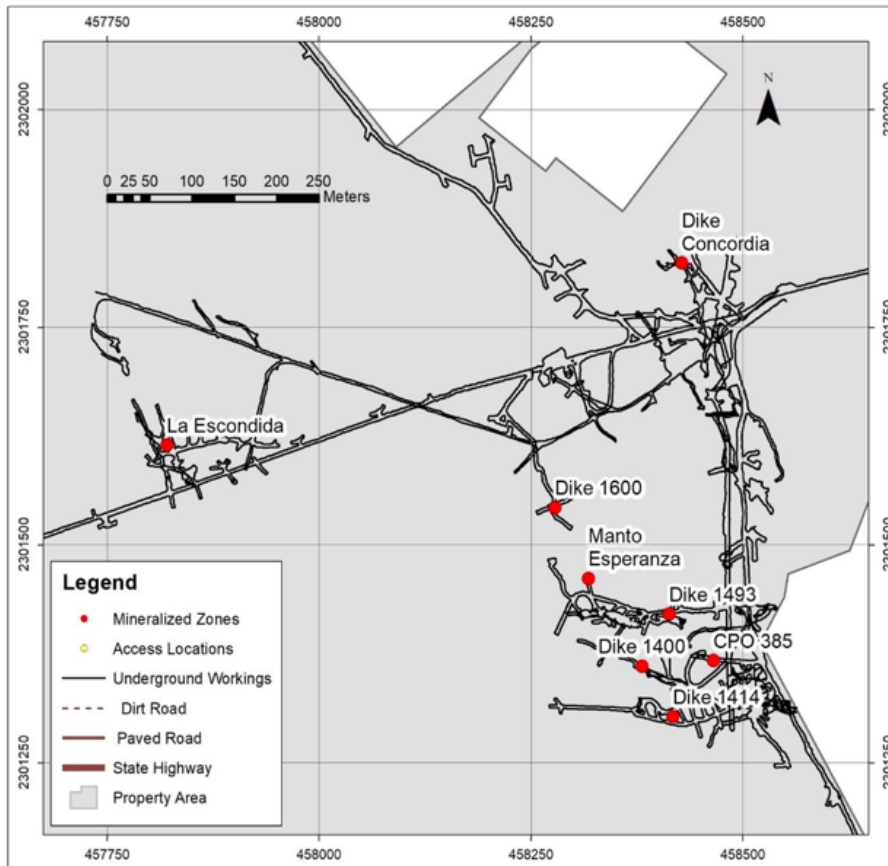 457750 458000 458250 458500
2302000
2302000
N
0 25 50 100 150 200 250
Meters
Dike
Concordia
2301750
2301750
La Escondida
Dike 1600
2301500
2301500
Manto
Esperanza
Dike 1493
Dike 1400
CPO 385
Dike 1414
2301250
2301250
Legend
Mineralized Zones
Access Locations
Underground Workings
Dirt Road
Paved Road
State Highway
Property Area
457750 458000 458250 458500